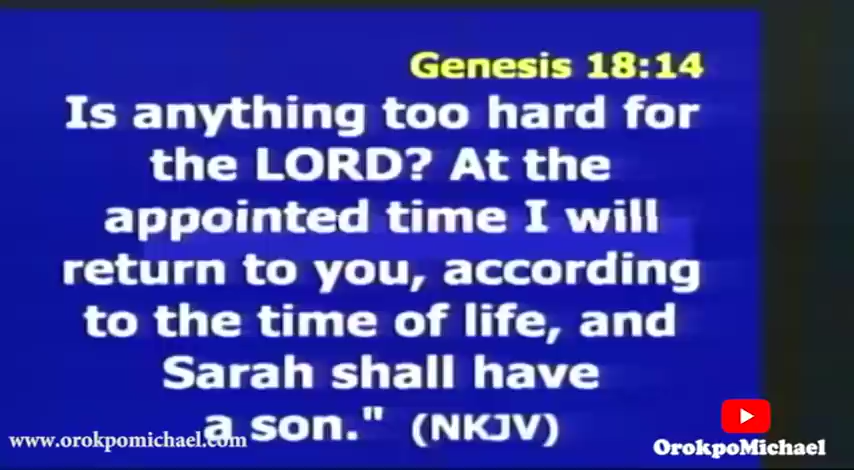 Genesis 18:14
Is anything too hard for
the LORD? At the
appointed time I will
return to you, according
to the time of life, and
Sarah shall have
a son." (NKJV)
www.orokpomichael.com
OrokpoMichael